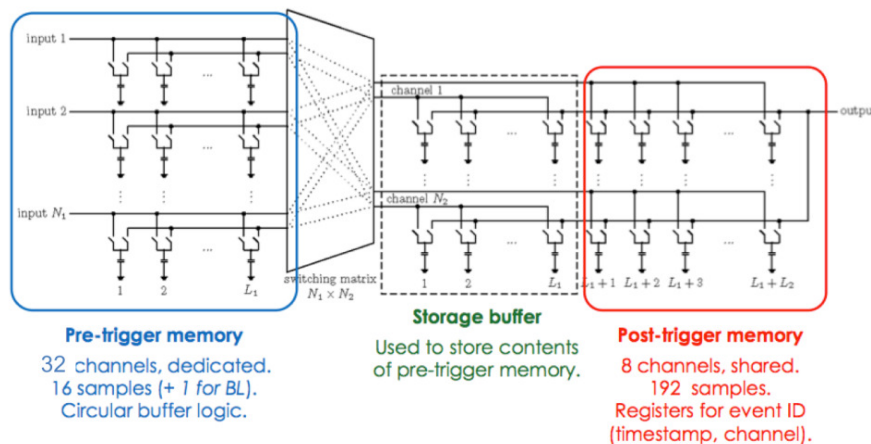 input 1
input 2
input N₁
...
...
...
1
2
L₁
switching matrix
N₁ × N₂
channel 1
channel N₂
...
...
1
2
L₁
L₁ + 1
L₁ + 2
L₁ + 3
L₁ + L₂
...
...
output
Pre-trigger memory
32 channels, dedicated.
16 samples (+ 1 for BL).
Circular buffer logic.
Storage buffer
Used to store contents
of pre-trigger memory.
Post-trigger memory
8 channels, shared.
192 samples.
Registers for event ID
(timestamp, channel).